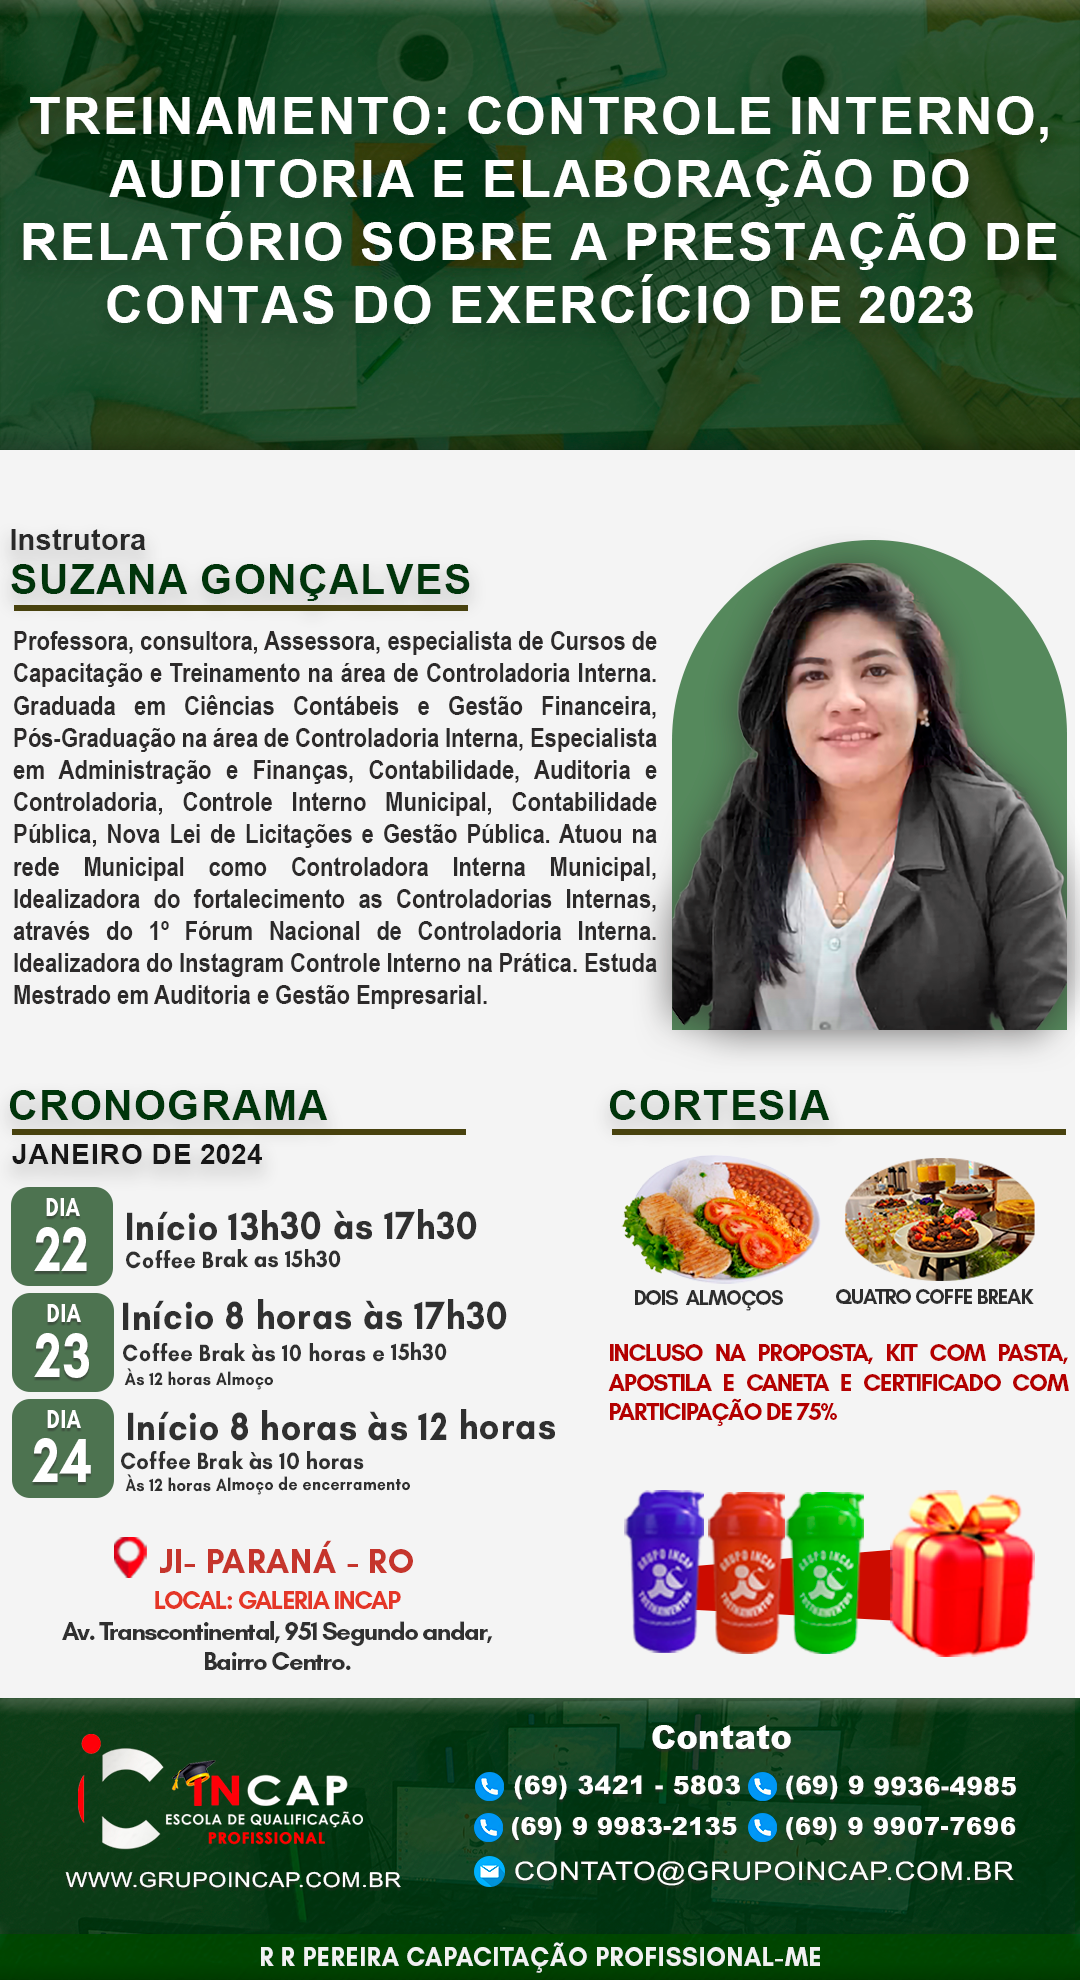 TREINAMENTO: CONTROLE INTERNO,
AUDITORIA E ELABORAÇÃO DO
RELATÓRIO SOBRE A PRESTAÇÃO DE
CONTAS DO EXERCÍCIO DE 2023
Instrutora
SUZANA GONÇALVES
Professora, consultora, Assessora, especialista de Cursos de
Capacitação e Treinamento na área de Controladoria Interna.
Graduada em Ciências Contábeis e Gestão Financeira,
Pós-Graduação na área de Controladoria Interna, Especialista
em Administração e Finanças, Contabilidade, Auditoria e
Controladoria, Controle Interno Municipal, Contabilidade
Pública, Nova Lei de Licitações e Gestão Pública. Atuou na
rede Municipal como Controladora Interna Municipal,
Idealizadora do fortalecimento as Controladorias Internas,
através do 1º Fórum Nacional de Controladoria Interna.
Idealizadora do Instagram Controle Interno na Prática. Estuda
Mestrado em Auditoria e Gestão Empresarial.
CRONOGRAMA
JANEIRO DE 2024
DIA
22
Início 13h30 às 17h30
Coffee Brak as 15h30
DIA
23
Início 8 horas às 17h30
Coffee Brak às 10 horas e 15h30
Às 12 horas Almoço
DIA
24
Início 8 horas às 12 horas
Coffee Brak às 10 horas
Às 12 horas Almoço de encerramento
JI- PARANÁ - RO
LOCAL: GALERIA INCAP
Av. Transcontinental, 951 Segundo andar,
Bairro Centro.
CORTESIA
DOIS ALMOÇOS
QUATRO COFFE BREAK
INCLUSO NA PROPOSTA, KIT COM PASTA,
APOSTILA E CANETA E CERTIFICADO COM
PARTICIPAÇÃO DE 75%
GRUPO INCAP
TREINAMENTOS
GRUPO INCAP
TREINAMENTOS
GRUPO INCAP
TREINAMENTOS
INCAP
ESCOLA DE QUALIFICAÇÃO
PROFISSIONAL
WWW.GRUPOINCAP.COM.BR
Contato
(69) 3421 - 5803 (69) 9 9936-4985
(69) 9 9983-2135 (69) 9 9907-7696
CONTATO@GRUPOINCAP.COM.BR
R R PEREIRA CAPACITAÇÃO PROFISSIONAL-ME